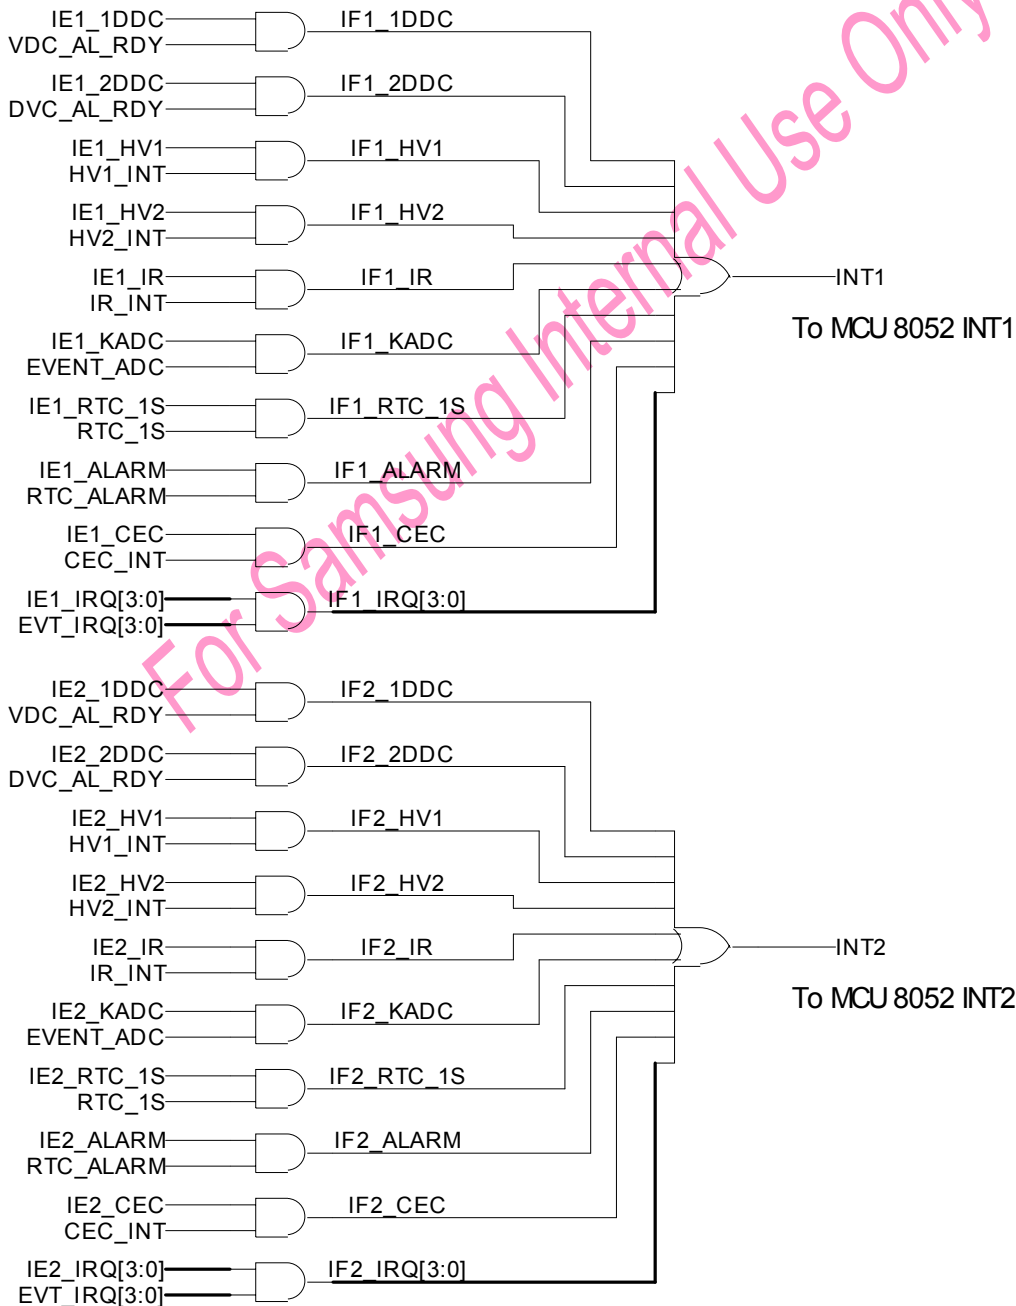 IE1_1DDC
VDC_AL_RDY
IF1_1DDC
IE1_2DDC
DVC_AL_RDY
IF1_2DDC
IE1_HV1
HV1_INT
IF1_HV1
IE1_HV2
HV2_INT
IF1_HV2
IE1_IR
IR_INT
IF1_IR
IE1_KADC
EVENT_ADC
IF1_KADC
IE1_RTC_1S
RTC_1S
IF1_RTC_1S
IE1_ALARM
RTC_ALARM
IF1_ALARM
IE1_CEC
CEC_INT
IF1_CEC
IE1_IRQ[3:0]
EVT_IRQ[3:0]
IF1_IRQ[3:0]
INT1
To MCU 8052 INT1
For Samsung Internal Use Only
IE2_1DDC
VDC_AL_RDY
IF2_1DDC
IE2_2DDC
DVC_AL_RDY
IF2_2DDC
IE2_HV1
HV1_INT
IF2_HV1
IE2_HV2
HV2_INT
IF2_HV2
IE2_IR
IR_INT
IF2_IR
IE2_KADC
EVENT_ADC
IF2_KADC
IE2_RTC_1S
RTC_1S
IF2_RTC_1S
IE2_ALARM
RTC_ALARM
IF2_ALARM
IE2_CEC
CEC_INT
IF2_CEC
IE2_IRQ[3:0]
EVT_IRQ[3:0]
IF2_IRQ[3:0]
INT2
To MCU 8052 INT2